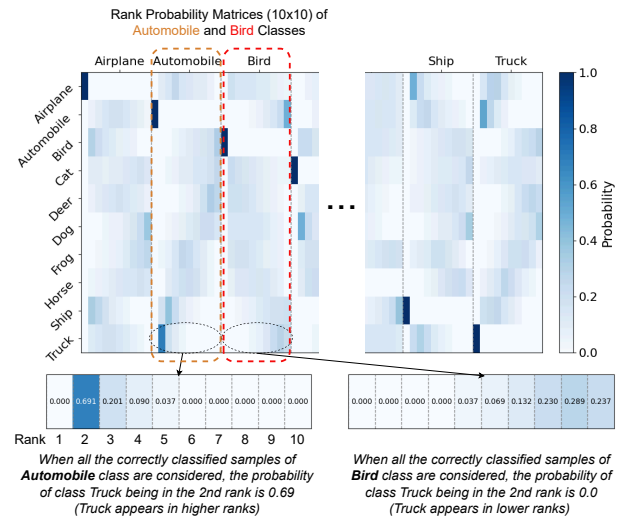 Rank Probability Matrices (10x10) of
Automobile and Bird Classes
Airplane Automobile Bird Ship Truck
Airplane
Automobile
Bird
Cat
Deer
Dog
Frog
Horse
Ship
Truck
...
1.0
0.8
0.6
0.4
0.2
0.0
Probability
0.000 0.691 0.201 0.090 0.037 0.000 0.000 0.000 0.000 0.000
0.000 0.000 0.000 0.000 0.037 0.069 0.132 0.230 0.289 0.237
Rank 1 2 3 4 5 6 7 8 9 10
When all the correctly classified samples of
Automobile class are considered, the probability
of class Truck being in the 2nd rank is 0.69
(Truck appears in higher ranks)
When all the correctly classified samples of
Bird class are considered, the probability of
class Truck being in the 2nd rank is 0.0
(Truck appears in lower ranks)